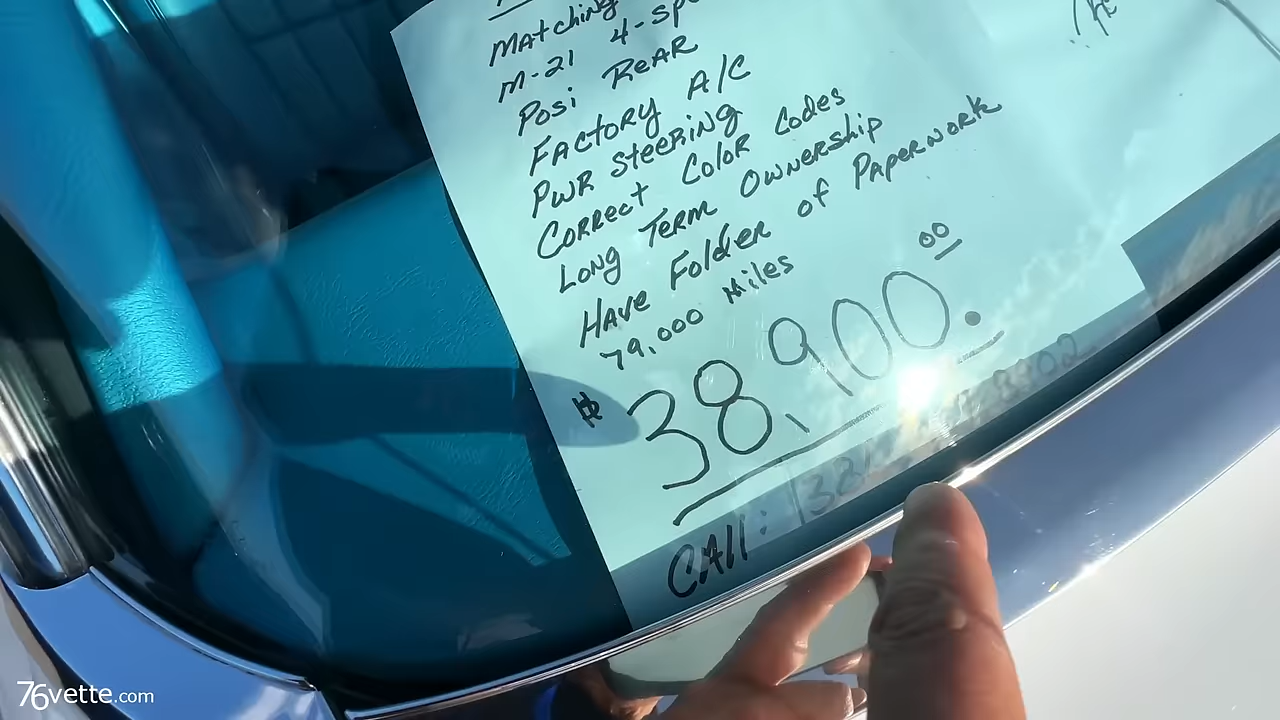 Matching
M-21 4-sp
Posi Rear
Factory A/C
Pwr Steering
Correct Color Codes
Long Term Ownership
Have Folder of Paperwork
79,000 Miles
$38,900.00
Call:
76vette.com